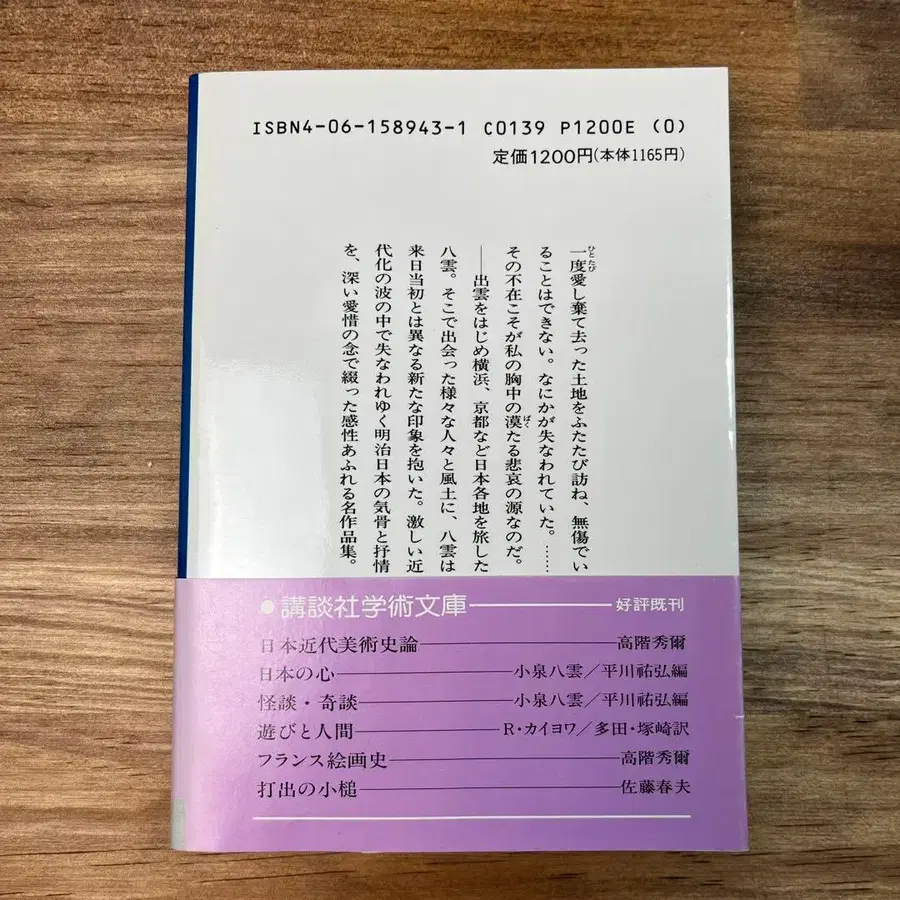 ISBN4-06-158943-1 C0139 P1200E (0)
定価1200円(本体1165円)
一度愛し棄て去った土地をふたたび訪ね、無傷でい
ひとたび
ることはできない。なにかが失なわれていた。……
その不在こそが私の胸中の漠たる悲哀の源なのだ。
ばく
――出雲をはじめ横浜、京都など日本各地を旅した
八雲。そこで出会った様々な人々と風土に、八雲は
来日当初とは異なる新たな印象を抱いた。激しい近
代化の波の中で失なわれゆく明治日本の気骨と抒情
を、深い愛惜の念で綴った感性あふれる名作品集。
●講談社学術文庫――好評既刊
日本近代美術史論――高階秀爾
日本の心――小泉八雲/平川祐弘編
怪談・奇談――小泉八雲/平川祐弘編
遊びと人間――R・カイヨワ/多田・塚崎訳
フランス絵画史――高階秀爾
打出の小槌――佐藤春夫